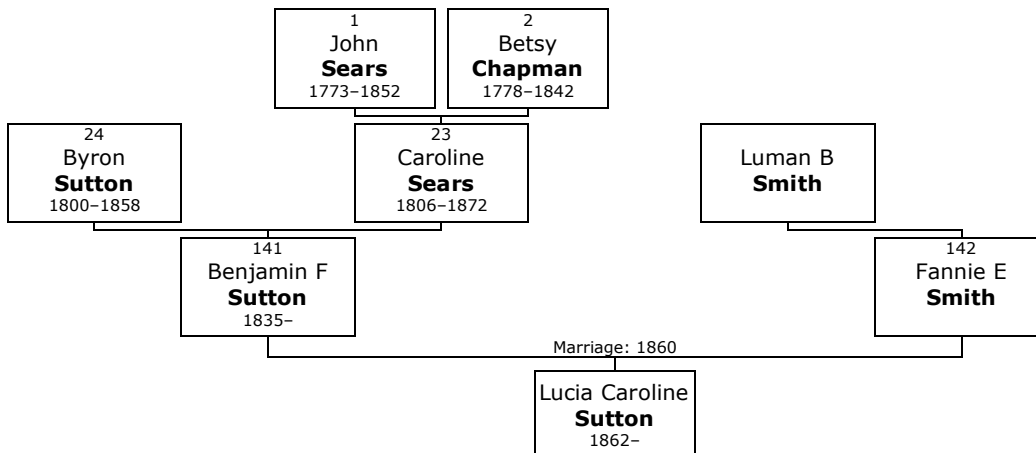 1
John
Sears
1773–1852
2
Betsy
Chapman
1778–1842
24
Byron
Sutton
1800–1858
23
Caroline
Sears
1806–1872
Luman B
Smith
141
Benjamin F
Sutton
1835–
142
Fannie E
Smith
Marriage: 1860
Lucia Caroline
Sutton
1862–